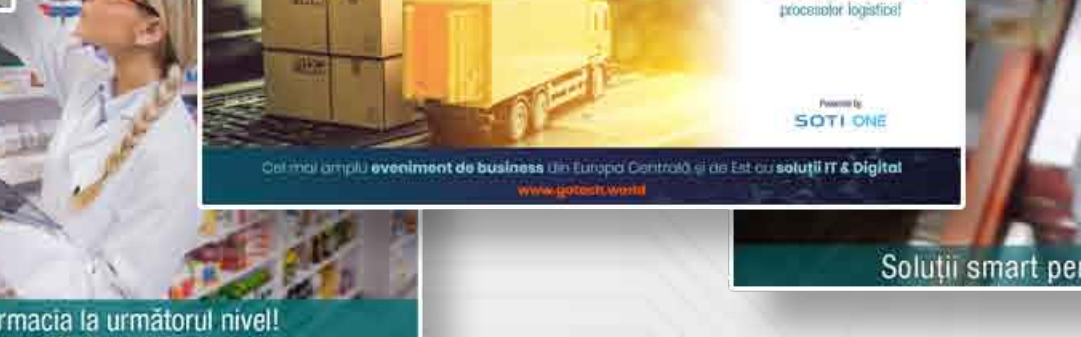 proceselor logistice!
Powered by
SOTI ONE
Cel mai amplu eveniment de business din Europa Centrală și de Est cu soluții IT & Digital
www.gotech.world
Soluții smart per
rmacia la următorul nivel!